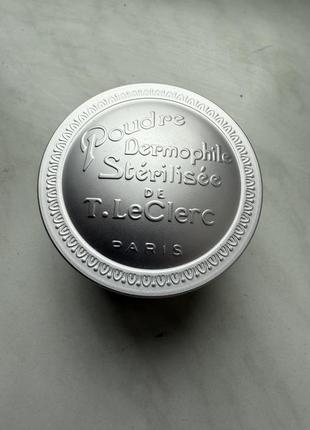 Poudre
Dermophile
Stérilisée
DE
T. LeClerc
PARIS